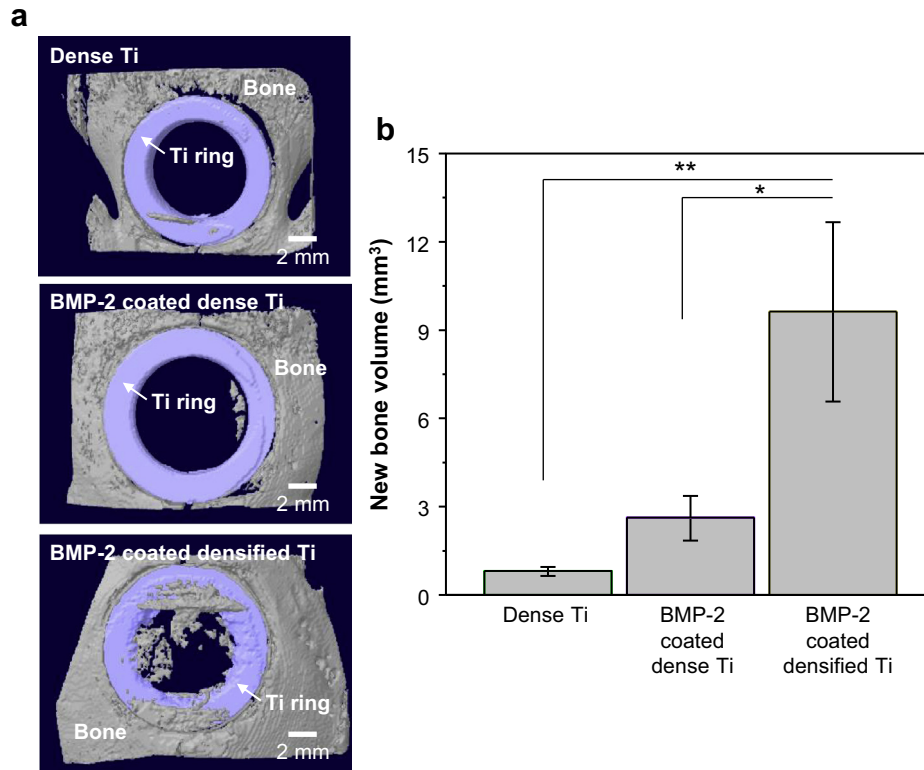 a
Dense Ti
Bone
Ti ring
2 mm
BMP-2 coated dense Ti
Bone
Ti ring
2 mm
BMP-2 coated densified Ti
Ti ring
Bone
2 mm
b
New bone volume (mm³)
15
12
9
6
3
0
**
*
Dense Ti
BMP-2
coated
dense Ti
BMP-2
coated
densified Ti